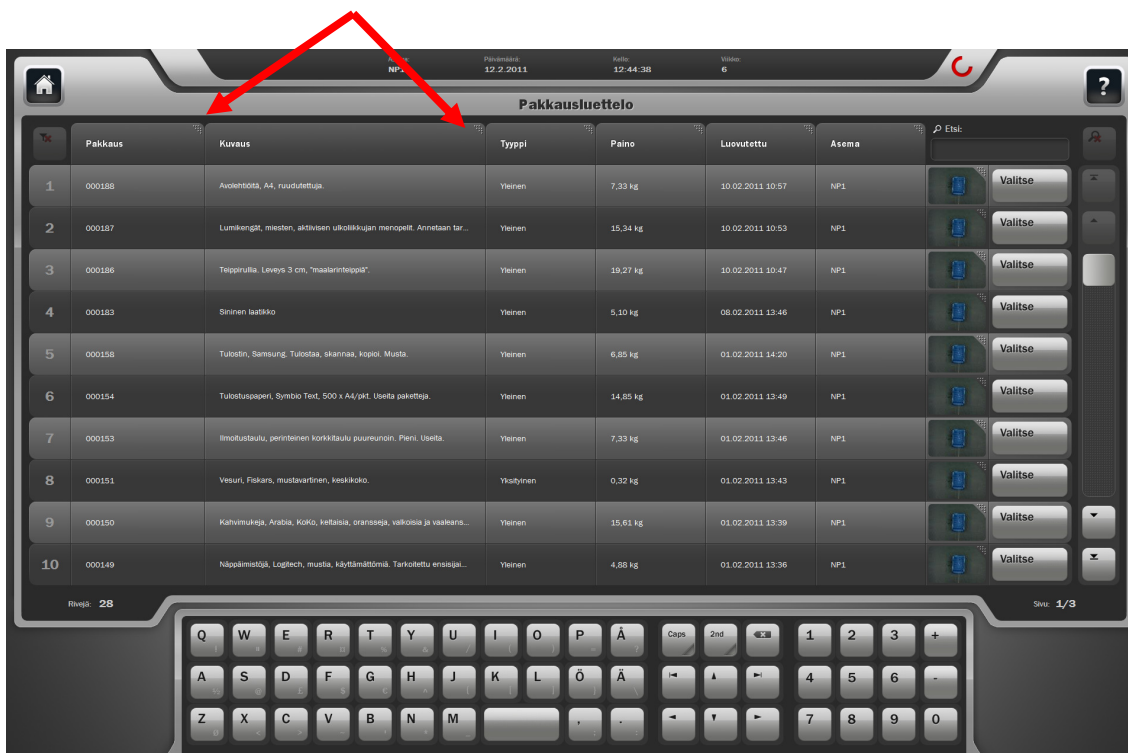 Asema: Päivämäärä: Kello: Viikko:
NP1 12.2.2011 12:44:38 6
?
Pakkausluettelo
Pakkaus Kuvaus Tyyppi Paino Luovutettu Asema Etsi:
1 000188 Avolehtiöitä, A4, ruudutettuja. Yleinen 7,33 kg 10.02.2011 10:57 NP1 Valitse
2 000187 Lumikengät, miesten, aktiivisen ulkoliikkujan menopelit. Annetaan tar... Yleinen 15,34 kg 10.02.2011 10:53 NP1 Valitse
3 000186 Teippirullia. Leveys 3 cm, "maalarinteippiä". Yleinen 19,27 kg 10.02.2011 10:47 NP1 Valitse
4 000183 Sininen laatikko Yleinen 5,10 kg 08.02.2011 13:46 NP1 Valitse
5 000158 Tulostin, Samsung, Tulostaa, skannaa, kopioi. Musta. Yleinen 6,85 kg 01.02.2011 14:20 NP1 Valitse
6 000154 Tulostuspaperi, Symbio Text, 500 x A4/pkt. Useita paketteja. Yleinen 14,85 kg 01.02.2011 13:49 NP1 Valitse
7 000153 Ilmoitustaulu, perinteinen korkkitaulu puureunoin. Pieni. Useita. Yleinen 7,33 kg 01.02.2011 13:46 NP1 Valitse
8 000151 Vesuri, Fiskars, mustavartinen, keskikoko. Yksityinen 0,32 kg 01.02.2011 13:43 NP1 Valitse
9 000150 Kahvimukeja, Arabia, KoKo, keltaisia, oransseja, valkoisia ja vaaleans... Yleinen 15,61 kg 01.02.2011 13:39 NP1 Valitse
10 000149 Näppäimistöjä, Logitech, mustia, käyttämättömiä. Tarkoitettu ensisijai... Yleinen 4,88 kg 01.02.2011 13:36 NP1 Valitse
Rivejä: 28 Sivu: 1/3
Q W E R T Y U I O P Å Caps 2nd 1 2 3 +
A S D F G H J K L Ö Ä 4 5 6 -
Z X C V B N M , . 7 8 9 0